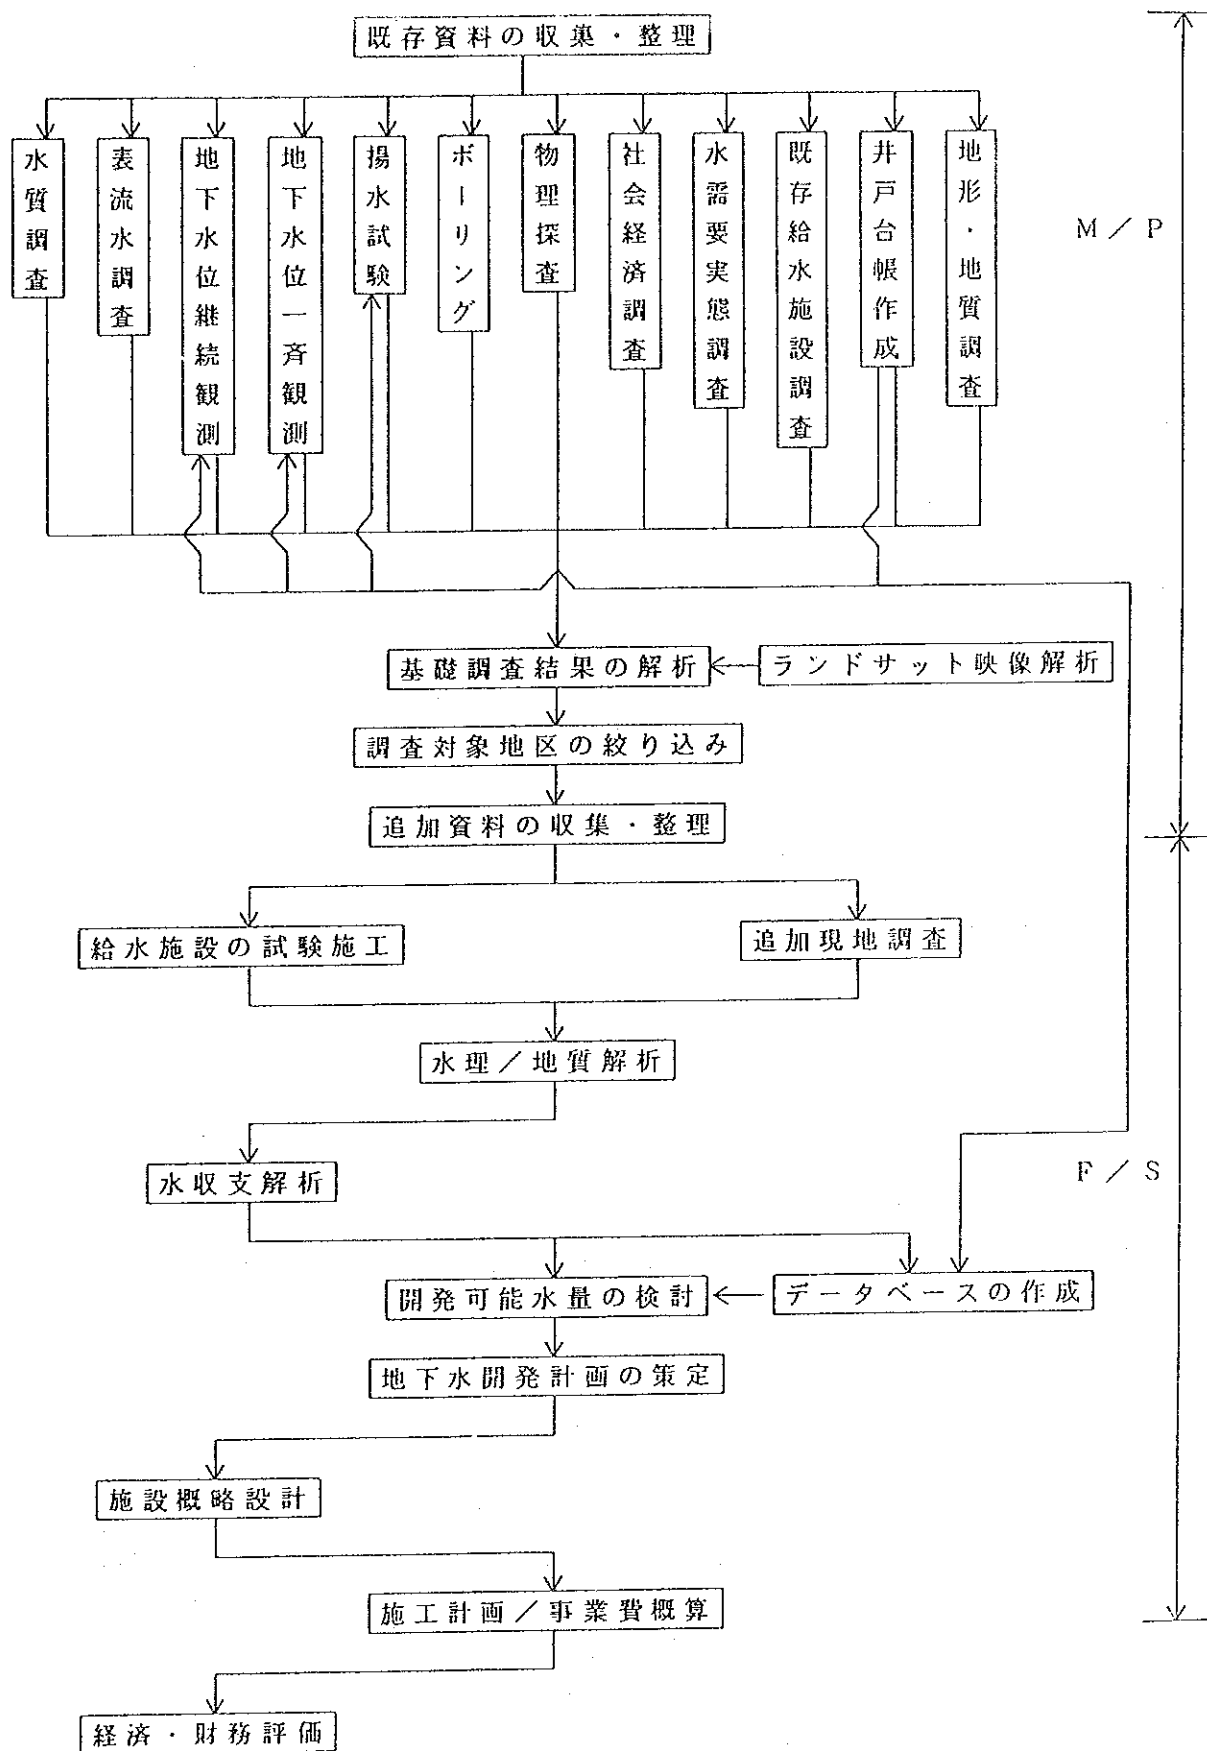 既存資料の収集・整理
水質調査
表流水調査
地下水位継続観測
地下水位一斉観測
揚水試験
ボーリング
物理探査
社会経済調査
水需要実態調査
既存給水施設調査
井戸台帳作成
地形・地質調査
M/P
基礎調査結果の解析
ランドサット映像解析
調査対象地区の絞り込み
追加資料の収集・整理
給水施設の試験施工
追加現地調査
水理/地質解析
水収支解析
F/S
開発可能水量の検討
データベースの作成
地下水開発計画の策定
施設概略設計
施工計画/事業費概算
経済・財務評価